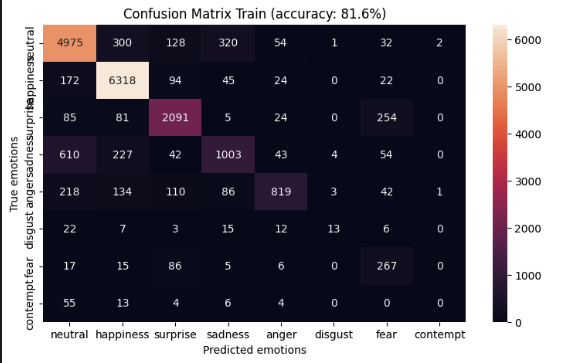 Confusion Matrix Train (accuracy: 81.6%)
True emotions
neutral 4975 300 128 320 54 1 32 2
happiness 172 6318 94 45 24 0 22 0
surprise 85 81 2091 5 24 0 254 0
sadness 610 227 42 1003 43 4 54 0
anger 218 134 110 86 819 3 42 1
disgust 22 7 3 15 12 13 6 0
fear 17 15 86 5 6 0 267 0
contempt 55 13 4 6 4 0 0 0
neutral happiness surprise sadness anger disgust fear contempt
Predicted emotions
6000
5000
4000
3000
2000
1000
0